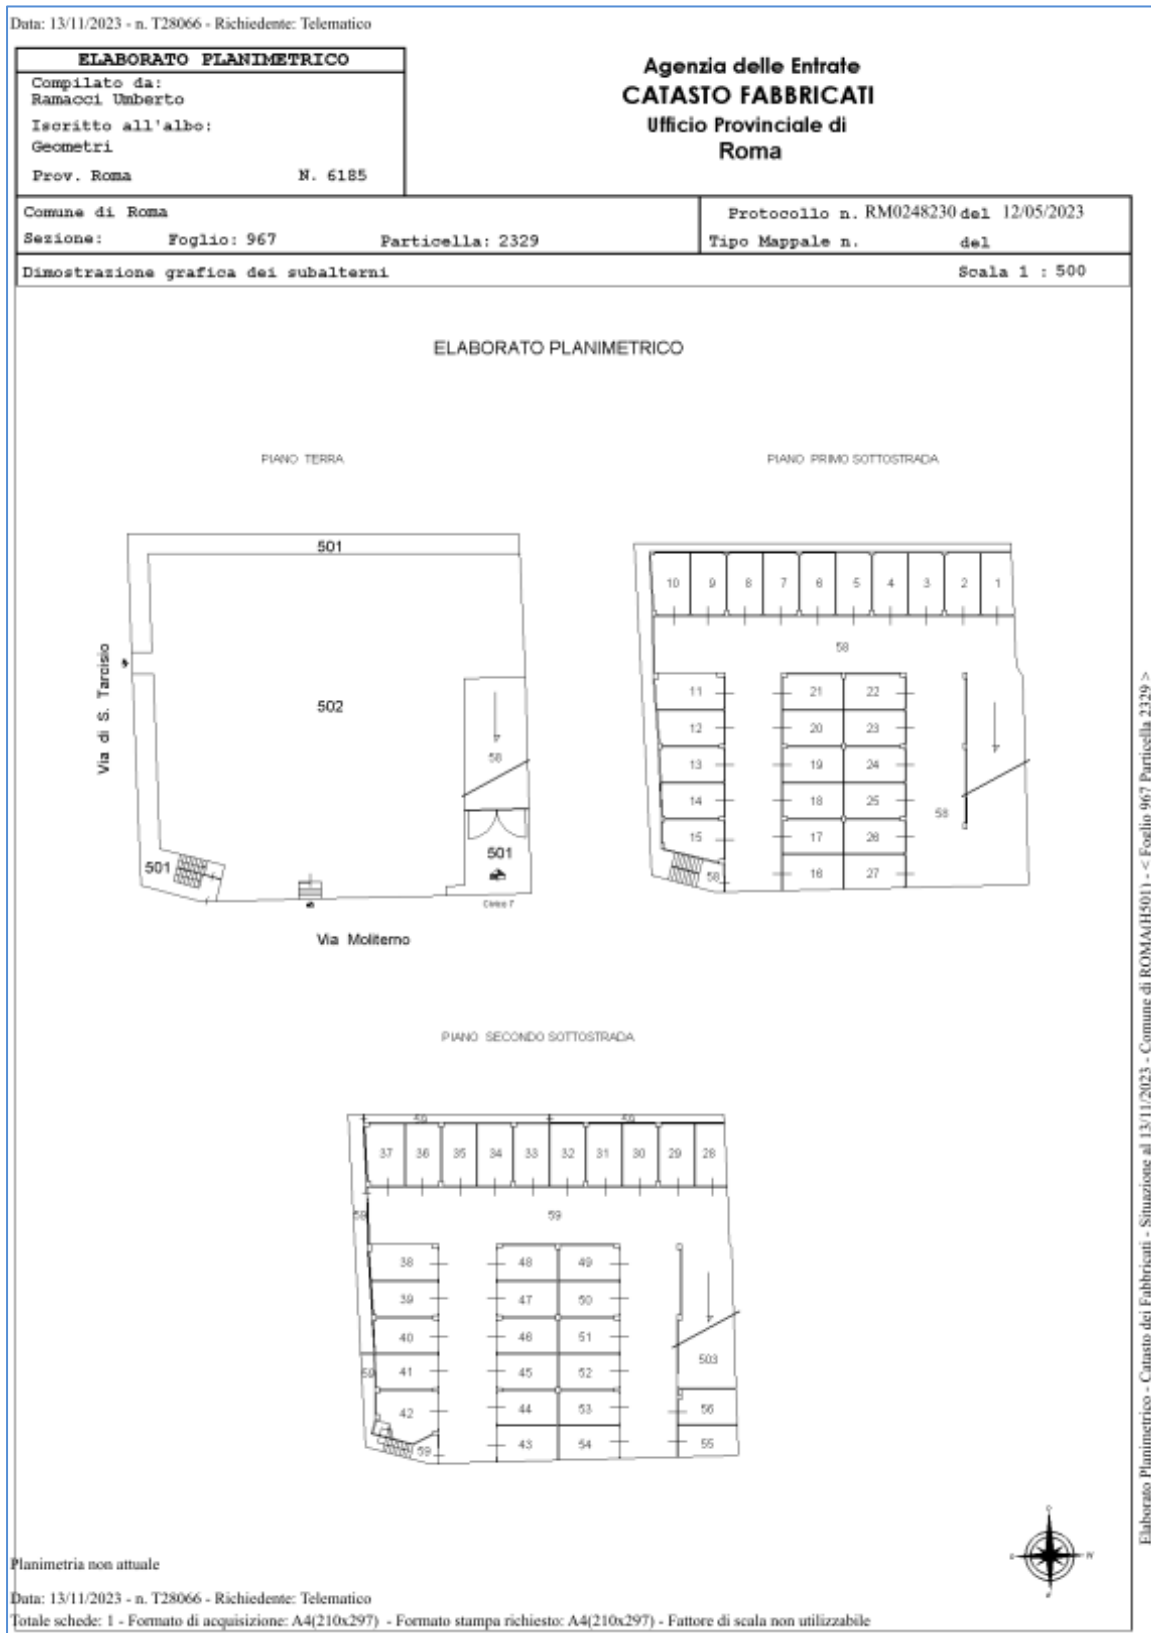 Data: 13/11/2023 - n. T28066 - Richiedente: Telematico
ELABORATO PLANIMETRICO
Compilato da:
Ramacci Umberto
Iscritto all'albo:
Geometri
Prov. Roma N. 6185
Agenzia delle Entrate
CATASTO FABBRICATI
Ufficio Provinciale di
Roma
Comune di Roma
Sezione: Foglio: 967 Particella: 2329
Protocollo n. RM0248230 del 12/05/2023
Tipo Mappale n. del
Dimostrazione grafica dei subalterni
Scala 1 : 500
ELABORATO PLANIMETRICO
PIANO TERRA
501
Via di S. Tarcisio
502
58
501
501
Civico 7
Via Moliterno
PIANO PRIMO SOTTOSTRADA
10 9 8 7 6 5 4 3 2 1
58
11 21 22
12 20 23
13 19 24
14 18 25
58
15 17 26
58 16 27
PIANO SECONDO SOTTOSTRADA
59 59
37 36 35 34 33 32 31 30 29 28
59 59
38 48 49
39 47 50
40 46 51
503
59 41 45 52
42 44 53 56
59 43 54 55
Planimetria non attuale
Data: 13/11/2023 - n. T28066 - Richiedente: Telematico
Totale schede: 1 - Formato di acquisizione: A4(210x297) - Formato stampa richiesto: A4(210x297) - Fattore di scala non utilizzabile
Elaborato Planimetrico - Catasto dei Fabbricati - Situazione al 13/11/2023 - Comune di ROMA(H501) - < Foglio 967 Particella 2329 >